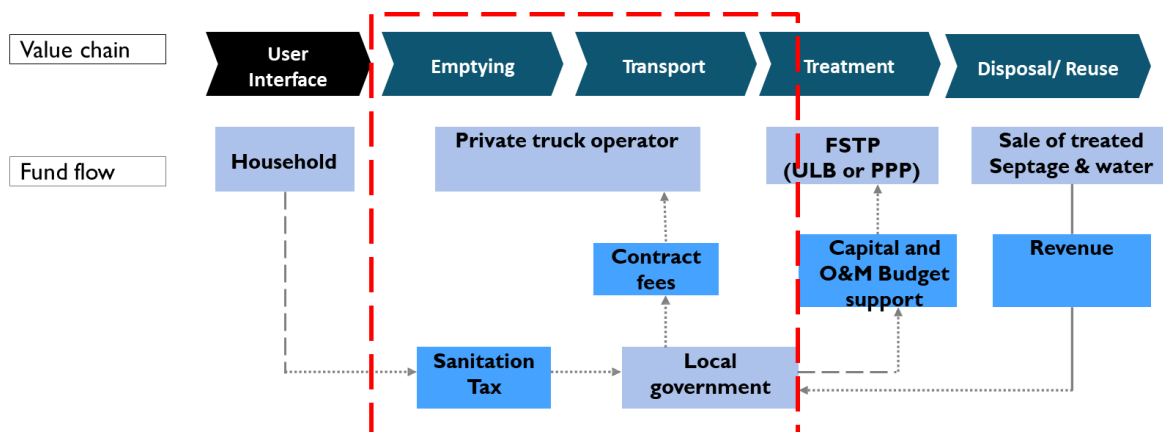 Value chain
User
Interface
Emptying
Transport
Treatment
Disposal/ Reuse
Fund flow
Household
Private truck operator
FSTP
(ULB or PPP)
Sale of treated
Septage & water
Contract
fees
Capital and
O&M Budget
support
Revenue
Sanitation
Tax
Local
government